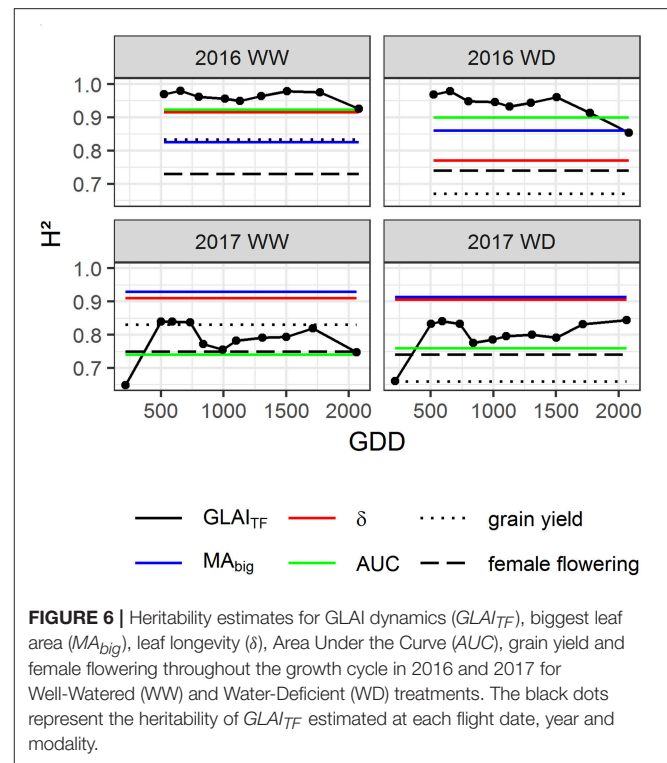 2016 WW 2016 WD
1.0
0.9
0.8
0.7
H²
2017 WW 2017 WD
1.0
0.9
0.8
0.7
500 1000 1500 2000 500 1000 1500 2000
GDD
GLAI_TF δ grain yield
MA_big AUC female flowering
FIGURE 6 | Heritability estimates for GLAI dynamics (GLAI_TF), biggest leaf
area (MA_big), leaf longevity (δ), Area Under the Curve (AUC), grain yield and
female flowering throughout the growth cycle in 2016 and 2017 for
Well-Watered (WW) and Water-Deficient (WD) treatments. The black dots
represent the heritability of GLAI_TF estimated at each flight date, year and
modality.